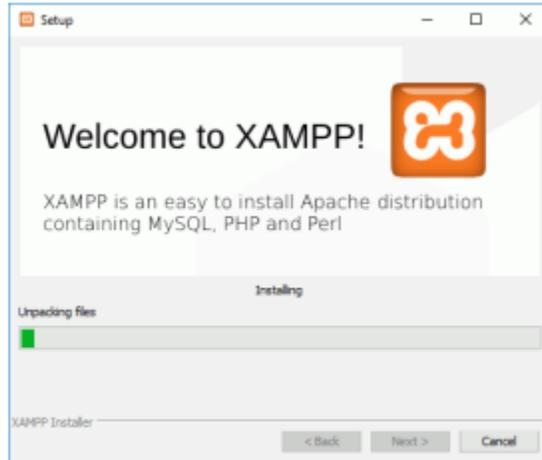 Setup
Welcome to XAMPP!
XAMPP is an easy to install Apache distribution
containing MySQL, PHP and Perl
Installing
Unpacking files
XAMPP Installer
< Back
Next >
Cancel